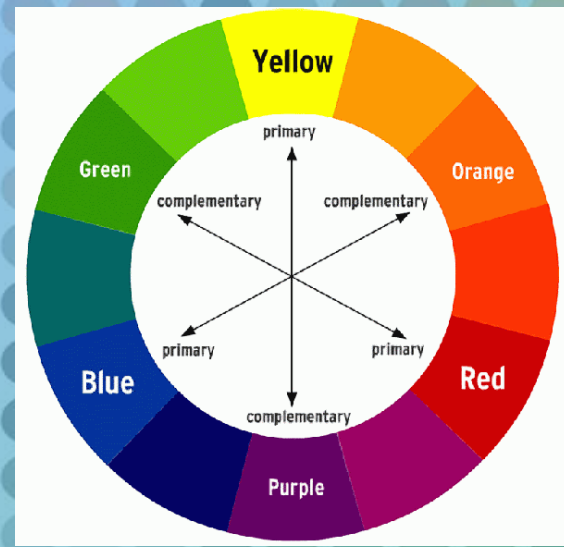 Yellow
primary
Green
Orange
complementary
complementary
primary
primary
Blue
Red
complementary
Purple